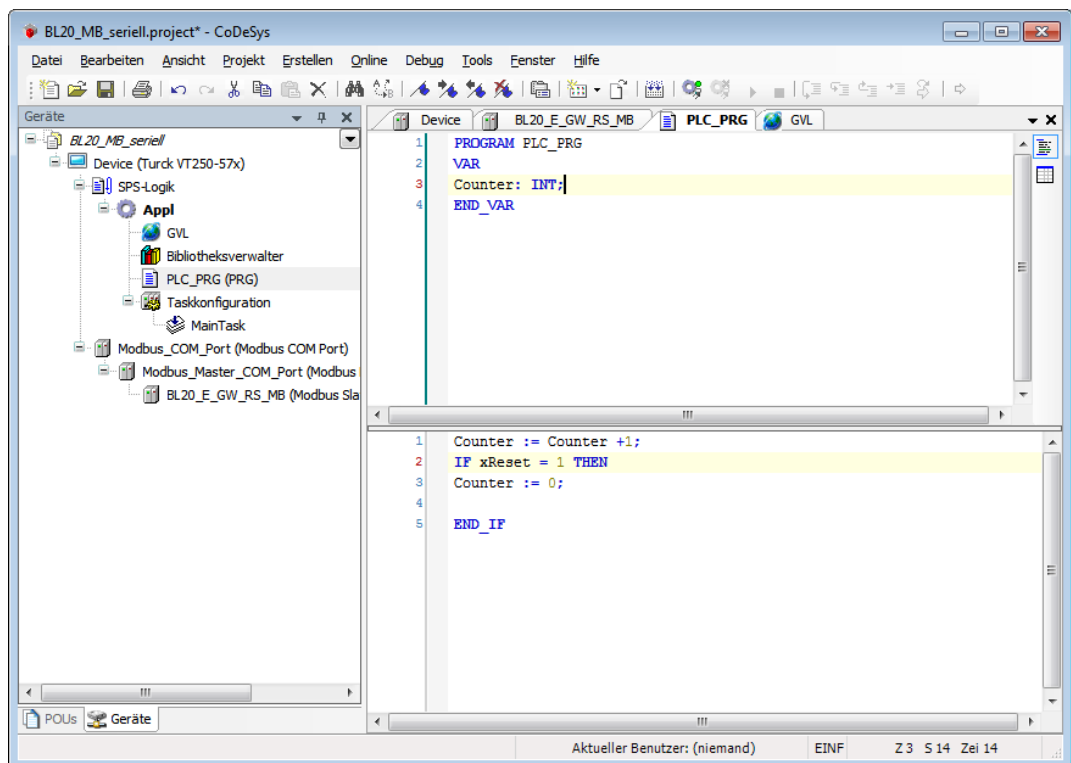 BL20_MB_seriell.project* - CoDeSys
Datei Bearbeiten Ansicht Projekt Erstellen Online Debug Tools Fenster Hilfe
Geräte
BL20_MB_seriell
Device (Turck VT250-57x)
SPS-Logik
Appl
GVL
Bibliotheksverwalter
PLC_PRG (PRG)
Taskkonfiguration
MainTask
Modbus_COM_Port (Modbus COM Port)
Modbus_Master_COM_Port (Modbus
BL20_E_GW_RS_MB (Modbus Sla
POUs Geräte
Device BL20_E_GW_RS_MB PLC_PRG GVL
1 PROGRAM PLC_PRG
2 VAR
3 Counter: INT;
4 END_VAR
1 Counter := Counter +1;
2 IF xReset = 1 THEN
3 Counter := 0;
4
5 END_IF
Aktueller Benutzer: (niemand) EINF Z 3 S 14 Zei 14